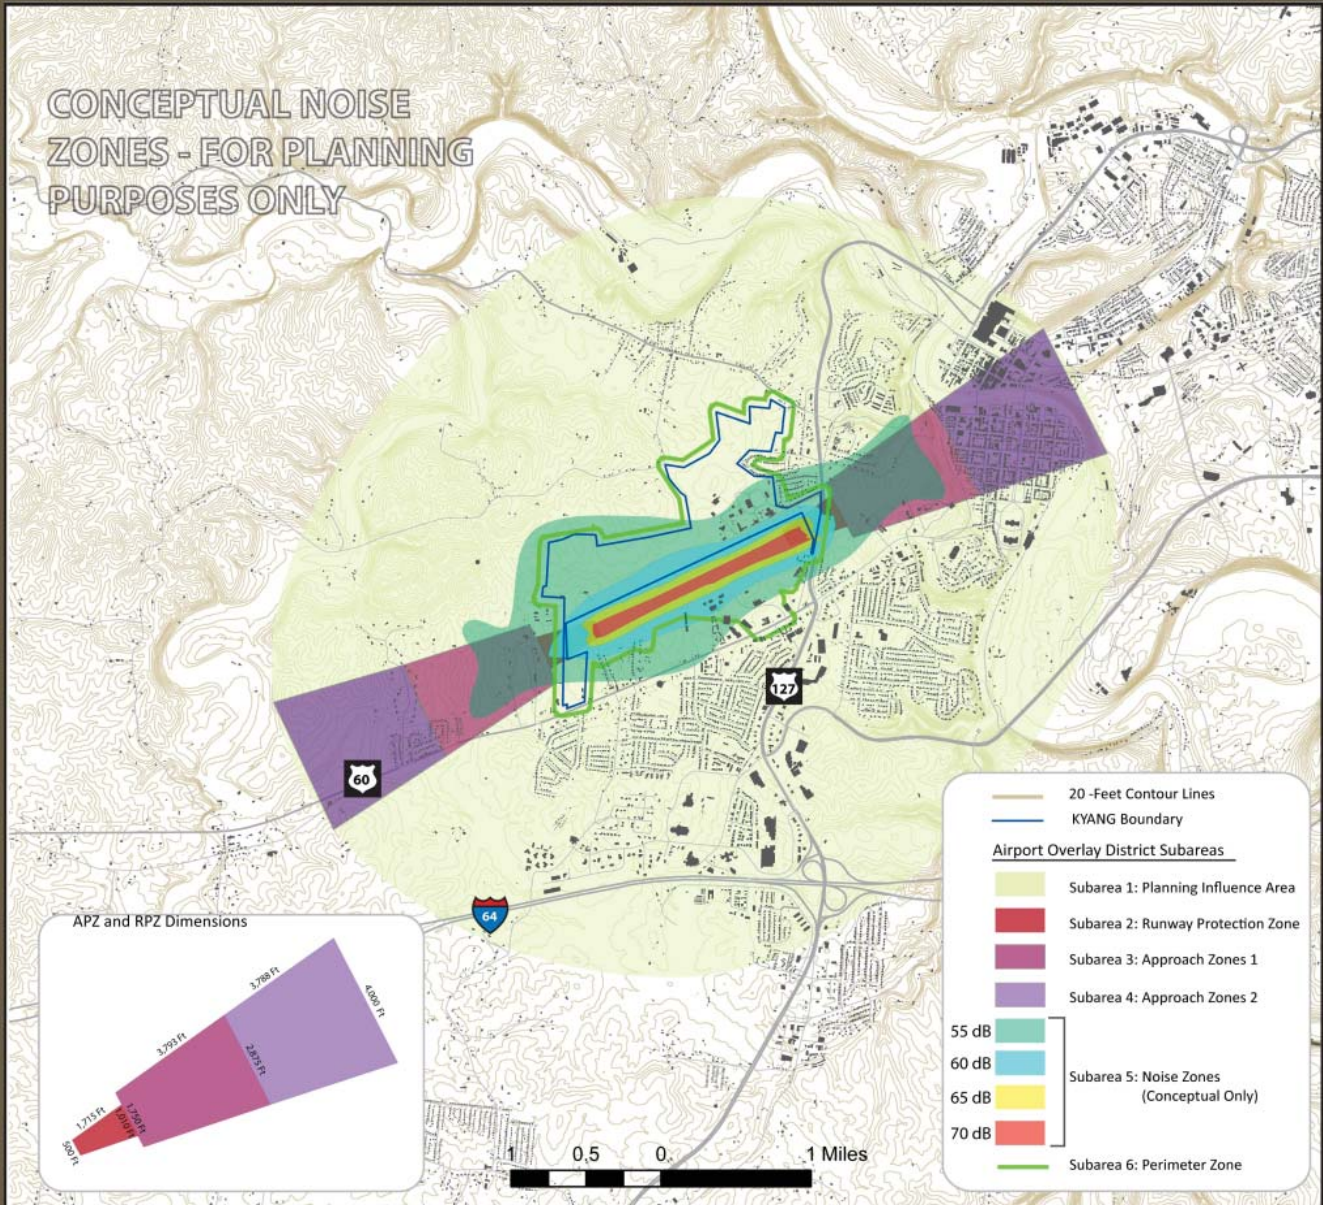 CONCEPTUAL NOISE
ZONES - FOR PLANNING
PURPOSES ONLY
127
60
64
20 -Feet Contour Lines
KYANG Boundary
Airport Overlay District Subareas
Subarea 1: Planning Influence Area
Subarea 2: Runway Protection Zone
Subarea 3: Approach Zones 1
Subarea 4: Approach Zones 2
55 dB
60 dB
65 dB
70 dB
Subarea 5: Noise Zones
(Conceptual Only)
Subarea 6: Perimeter Zone
APZ and RPZ Dimensions
3,788 Ft
4,000 Ft
3,793 Ft
2,875 Ft
1,715 Ft
1,010 Ft
1,750 Ft
500 Ft
1 0.5 0 1 Miles